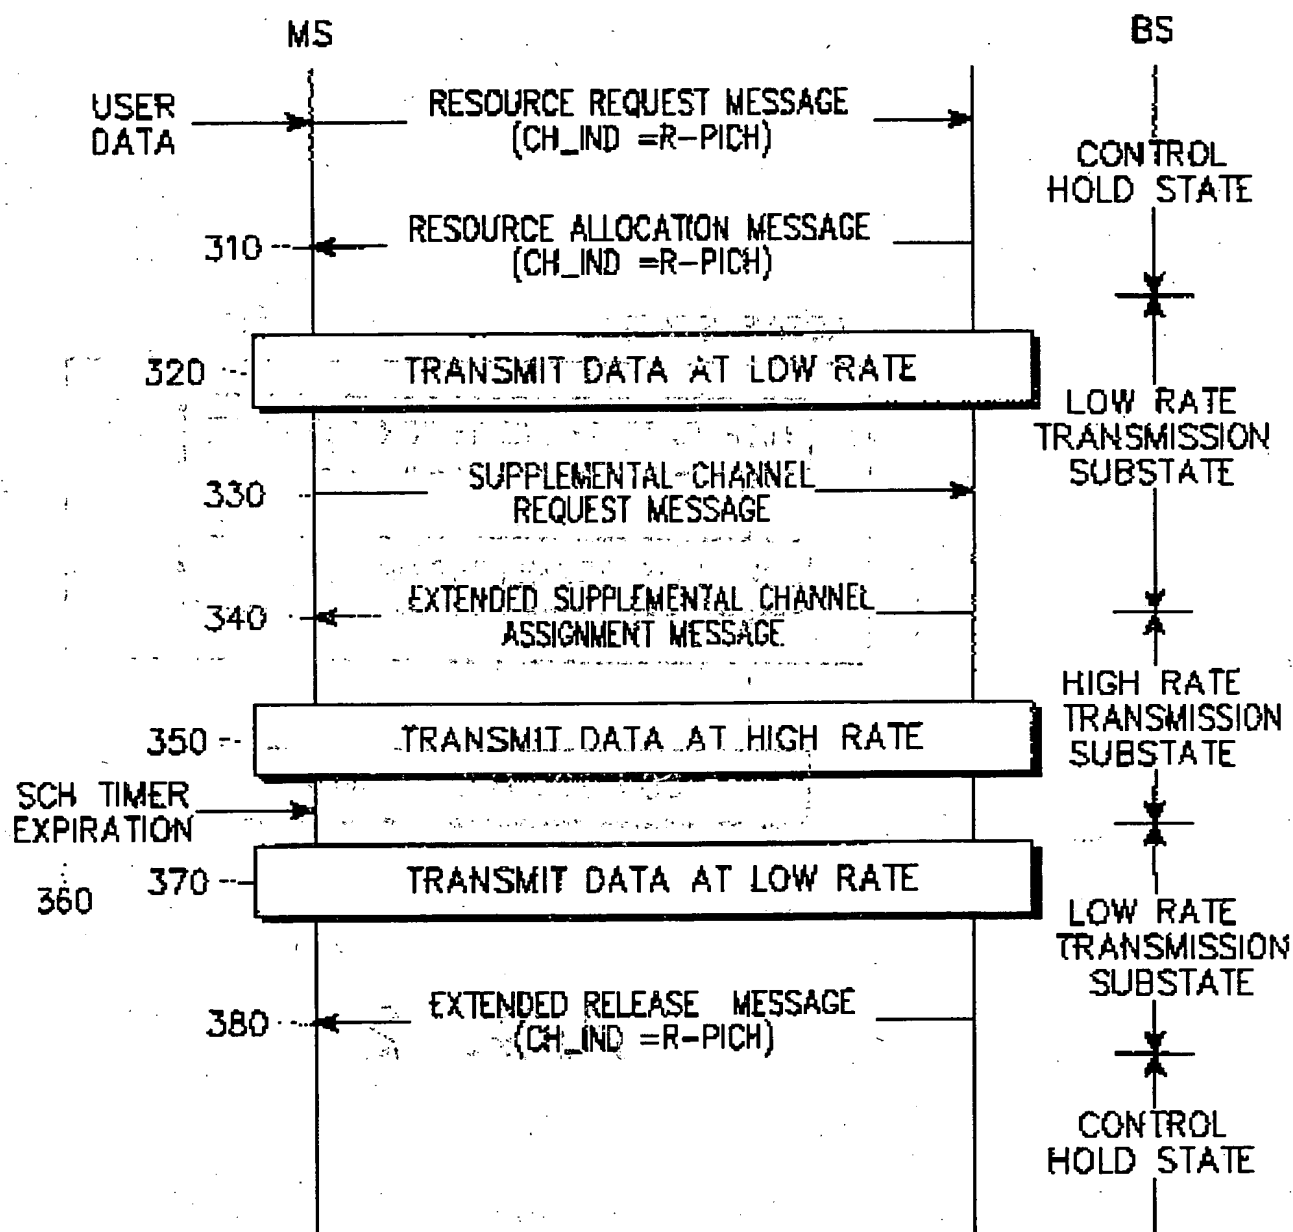 MS
BS
USER
DATA
RESOURCE REQUEST MESSAGE
(CH_IND =R-PICH)
CONTROL
HOLD STATE
310
RESOURCE ALLOCATION MESSAGE
(CH_IND =R-PICH)
320
TRANSMIT DATA AT LOW RATE
LOW RATE
TRANSMISSION
SUBSTATE
330
SUPPLEMENTAL CHANNEL
REQUEST MESSAGE
340
EXTENDED SUPPLEMENTAL CHANNEL
ASSIGNMENT MESSAGE
HIGH RATE
TRANSMISSION
SUBSTATE
350
TRANSMIT DATA AT HIGH RATE
SCH TIMER
EXPIRATION
360
370
TRANSMIT DATA AT LOW RATE
LOW RATE
TRANSMISSION
SUBSTATE
380
EXTENDED RELEASE MESSAGE
(CH_IND =R-PICH)
CONTROL
HOLD STATE